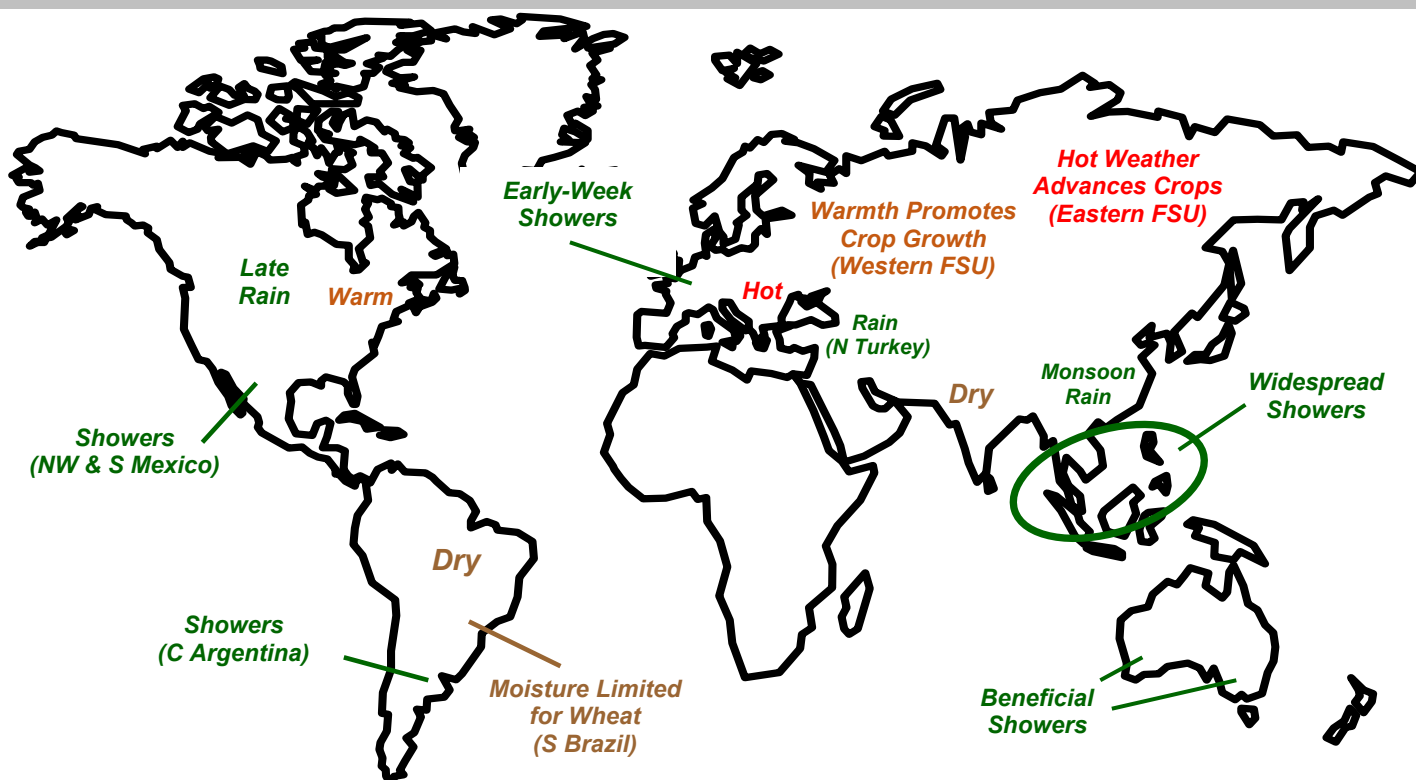 Hot Weather
Advances Crops
(Eastern FSU)
Early-Week
Showers
Warmth Promotes
Crop Growth
(Western FSU)
Late
Rain
Warm
Hot
Rain
(N Turkey)
Monsoon
Rain
Dry
Widespread
Showers
Showers
(NW & S Mexico)
Dry
Showers
(C Argentina)
Moisture Limited
for Wheat
(S Brazil)
Beneficial
Showers